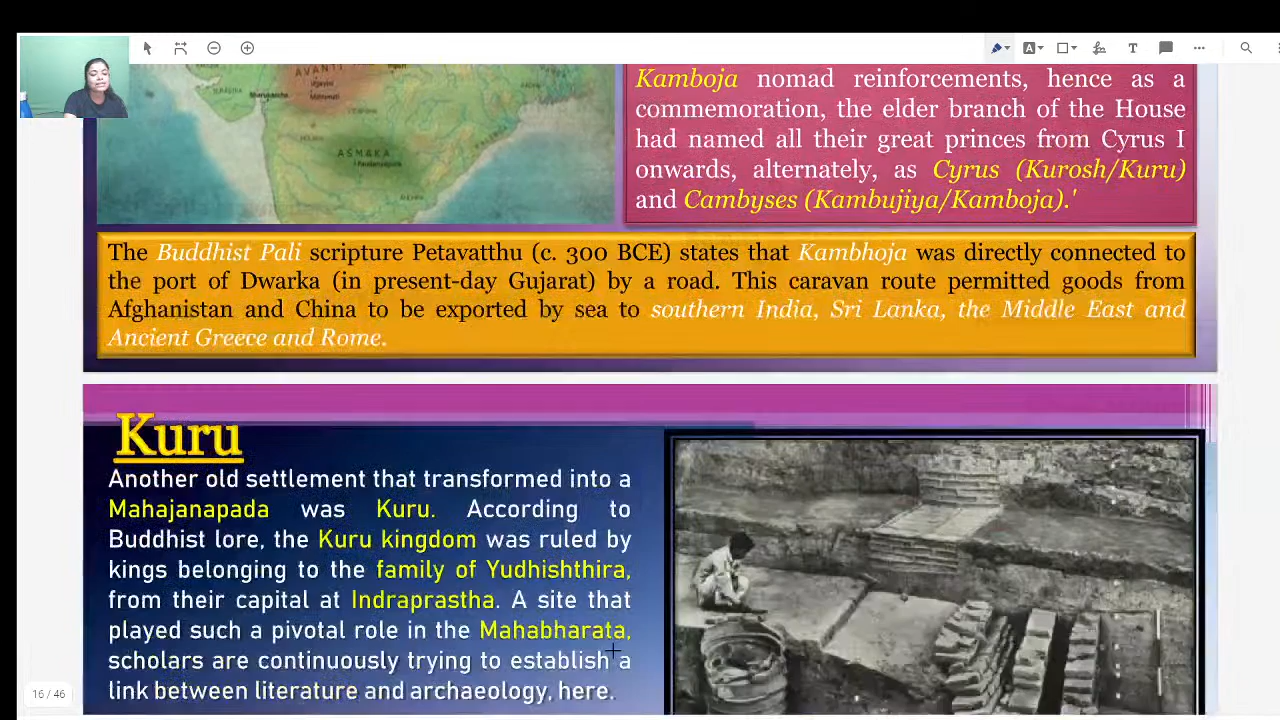 AVANTI
ASMAKA
Kamboja nomad reinforcements, hence as a
commemoration, the elder branch of the House
had named all their great princes from Cyrus I
onwards, alternately, as Cyrus (Kurosh/Kuru)
and Cambyses (Kambujiya/Kamboja).'
The Buddhist Pali scripture Petavatthu (c. 300 BCE) states that Kambhoja was directly connected to
the port of Dwarka (in present-day Gujarat) by a road. This caravan route permitted goods from
Afghanistan and China to be exported by sea to southern India, Sri Lanka, the Middle East and
Ancient Greece and Rome.
Kuru
Another old settlement that transformed into a
Mahajanapada was Kuru. According to
Buddhist lore, the Kuru kingdom was ruled by
kings belonging to the family of Yudhishthira,
from their capital at Indraprastha. A site that
played such a pivotal role in the Mahabharata,
scholars are continuously trying to establish a
link between literature and archaeology, here.
16 / 46